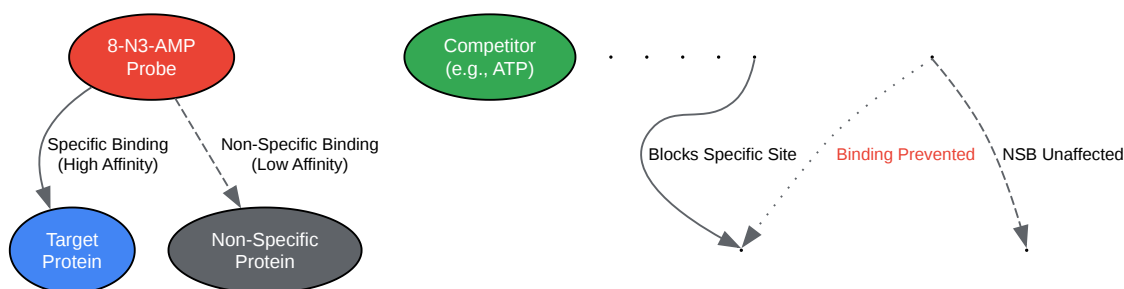 8-N3-AMP
Probe
Competitor
(e.g., ATP)
Specific Binding
(High Affinity)
Non-Specific Binding
(Low Affinity)
Blocks Specific Site
Binding Prevented
NSB Unaffected
Target
Protein
Non-Specific
Protein